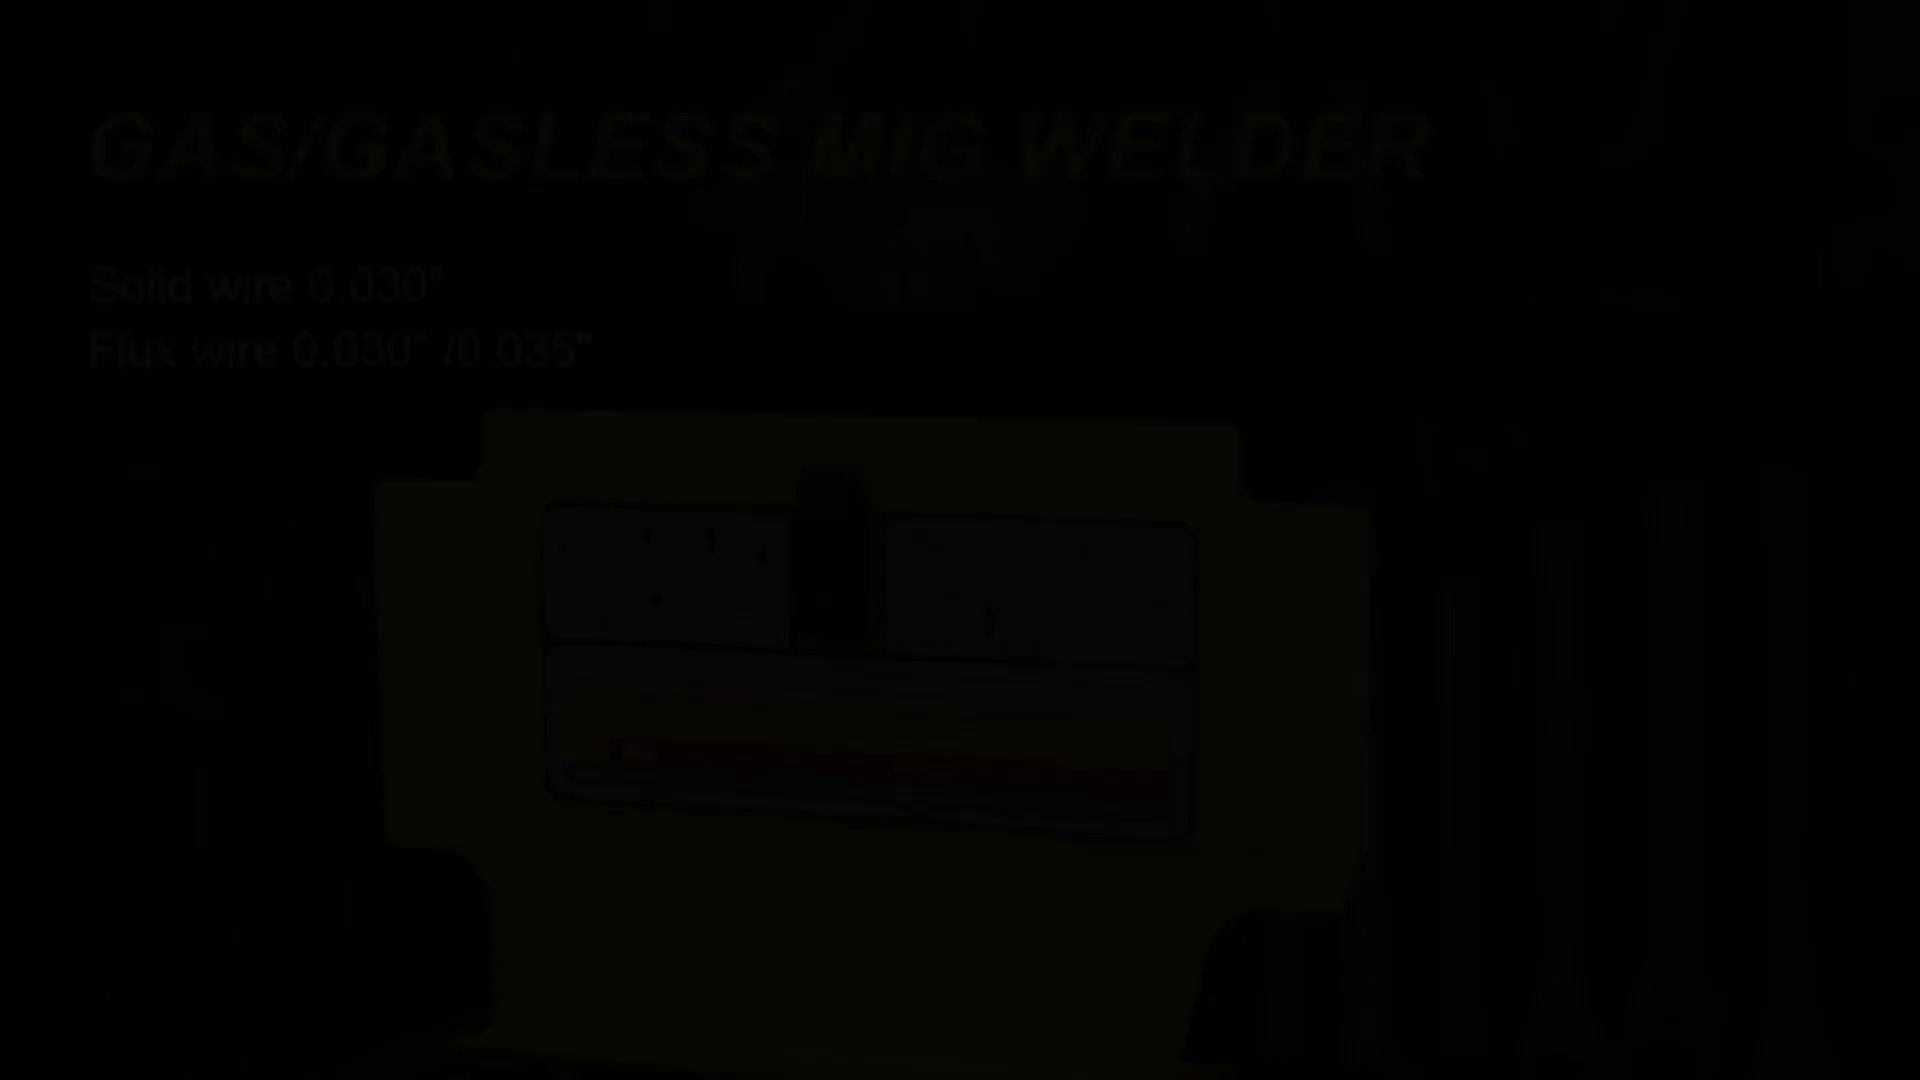 GAS/GASLESS MIG WELDER
Solid wire 0.030"
Flux wire 0.030" /0.035"